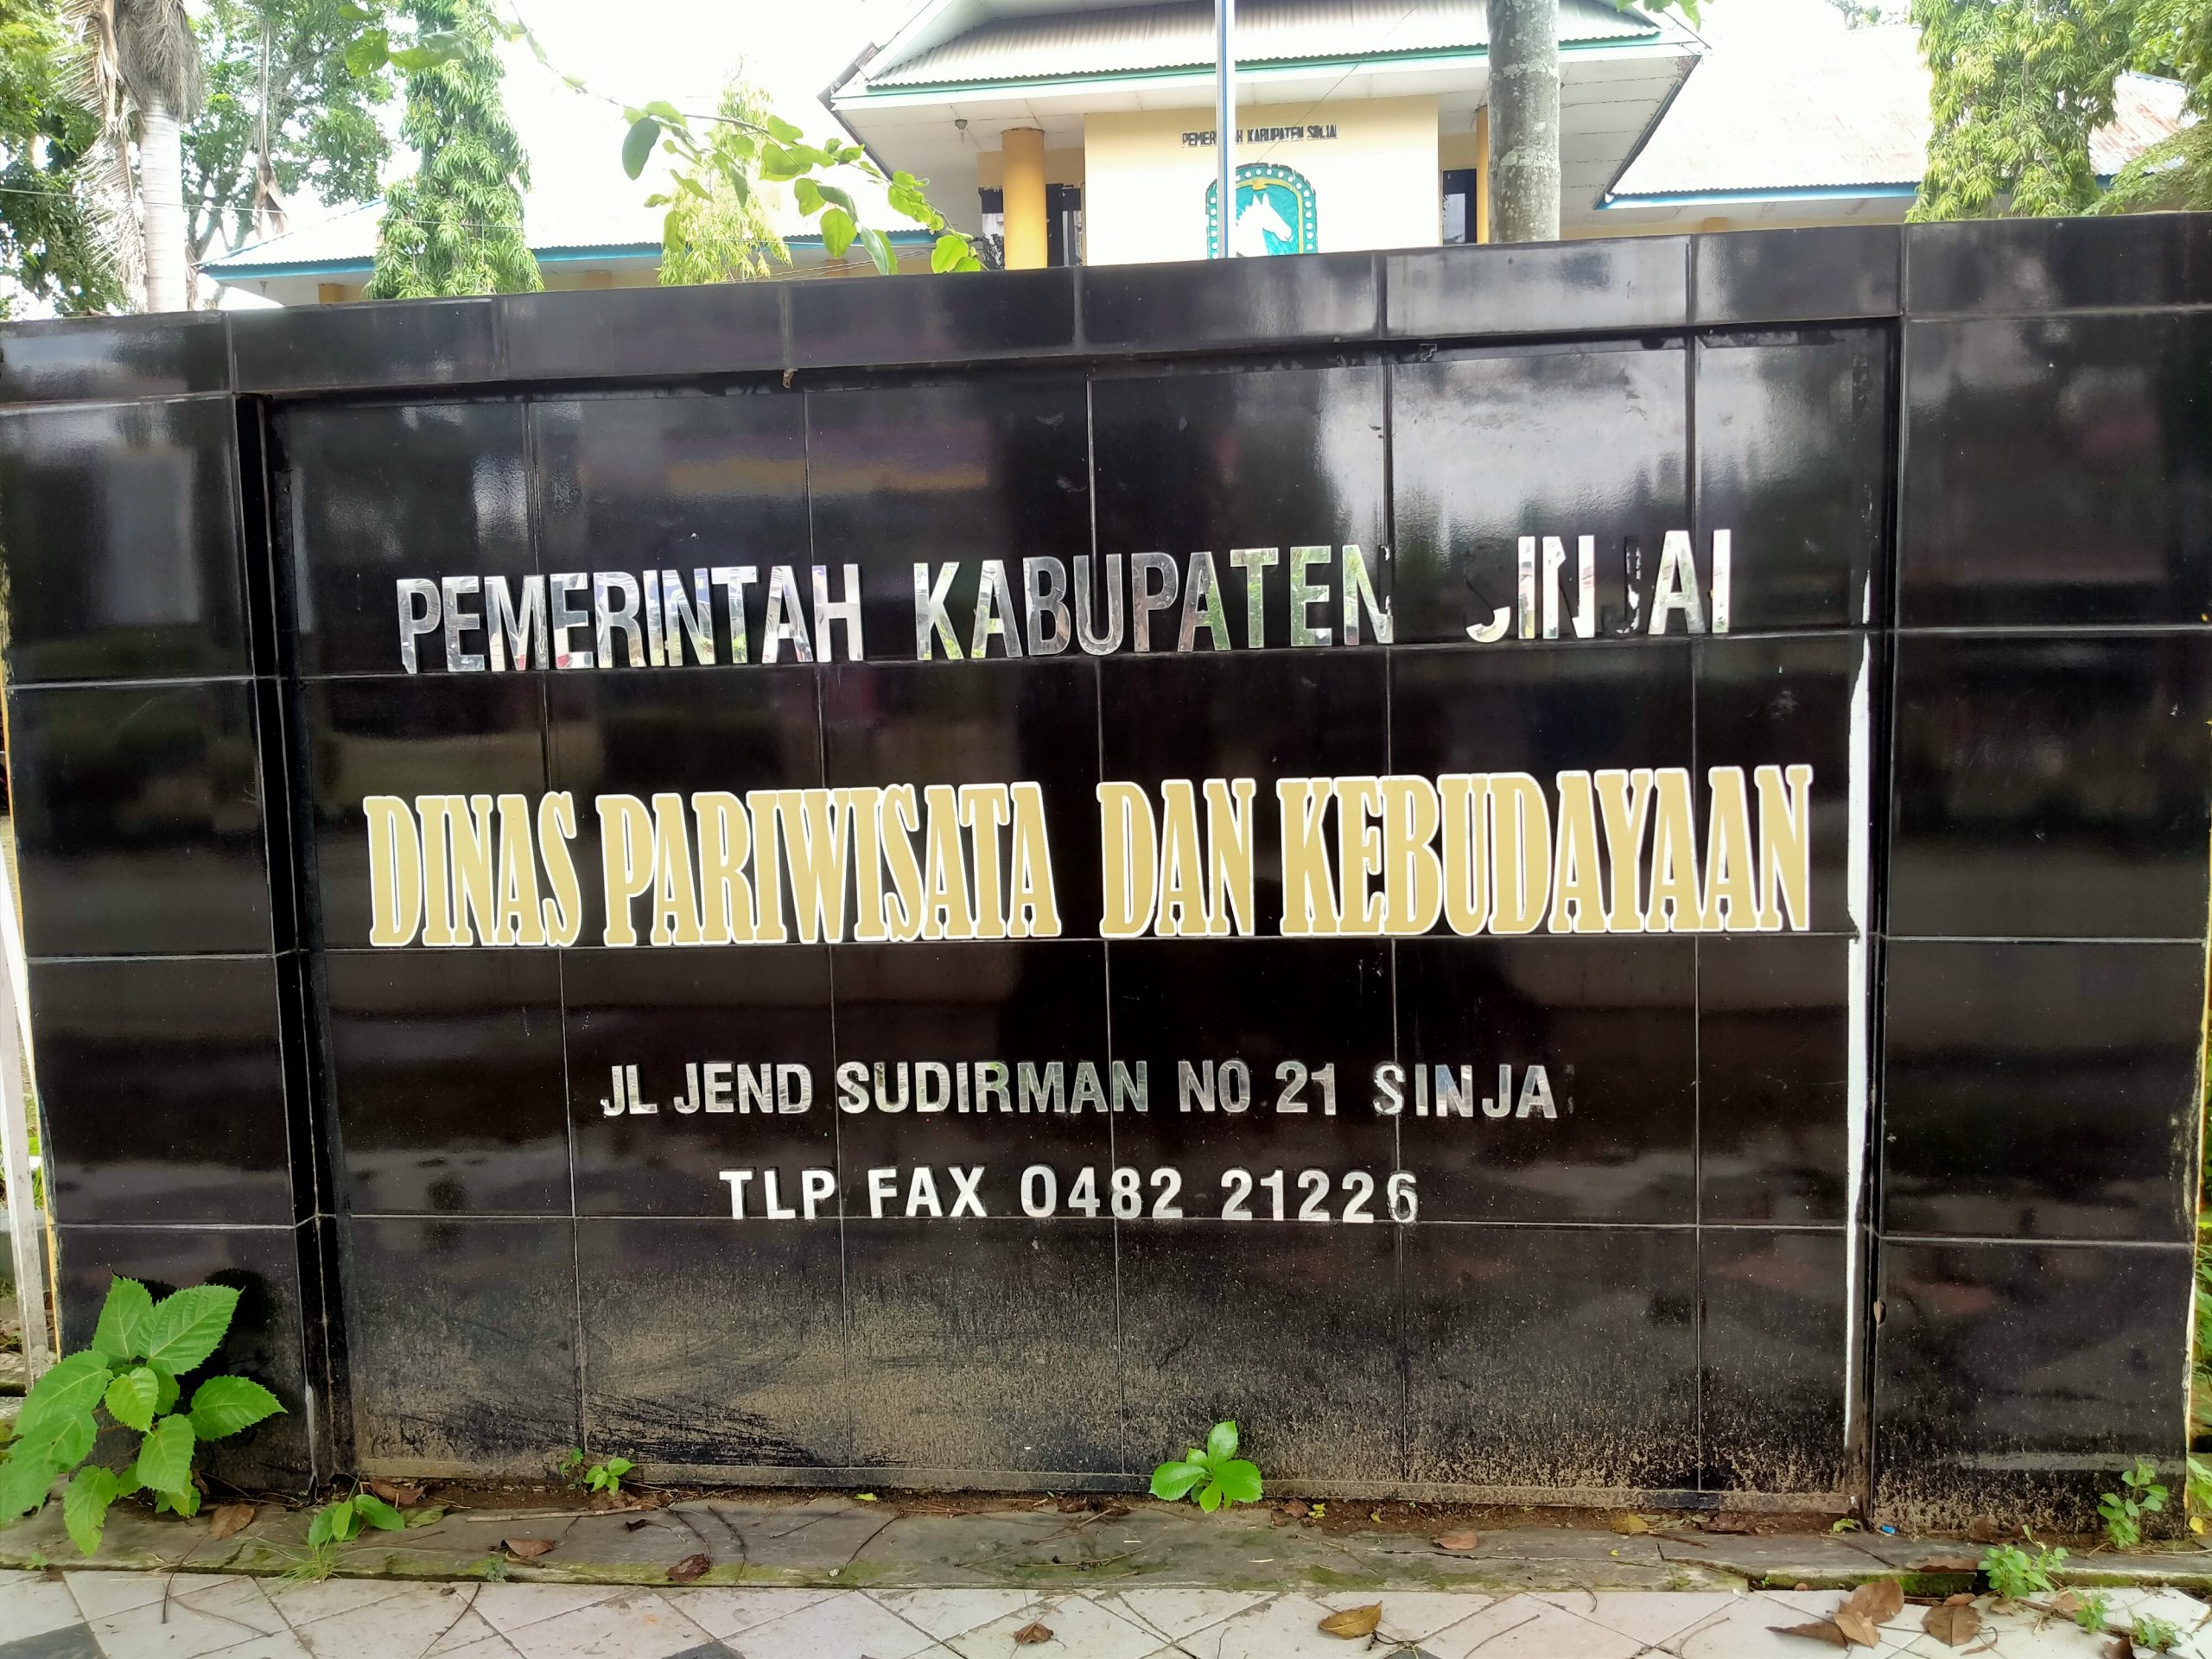 PEMERINTAH KABUPATEN SINJAI
PEMERINTAH KABUPATEN SINJAI
DINAS PARIWISATA DAN KEBUDAYAAN
JL JEND SUDIRMAN NO 21 SINJA
TLP FAX 0482 21226